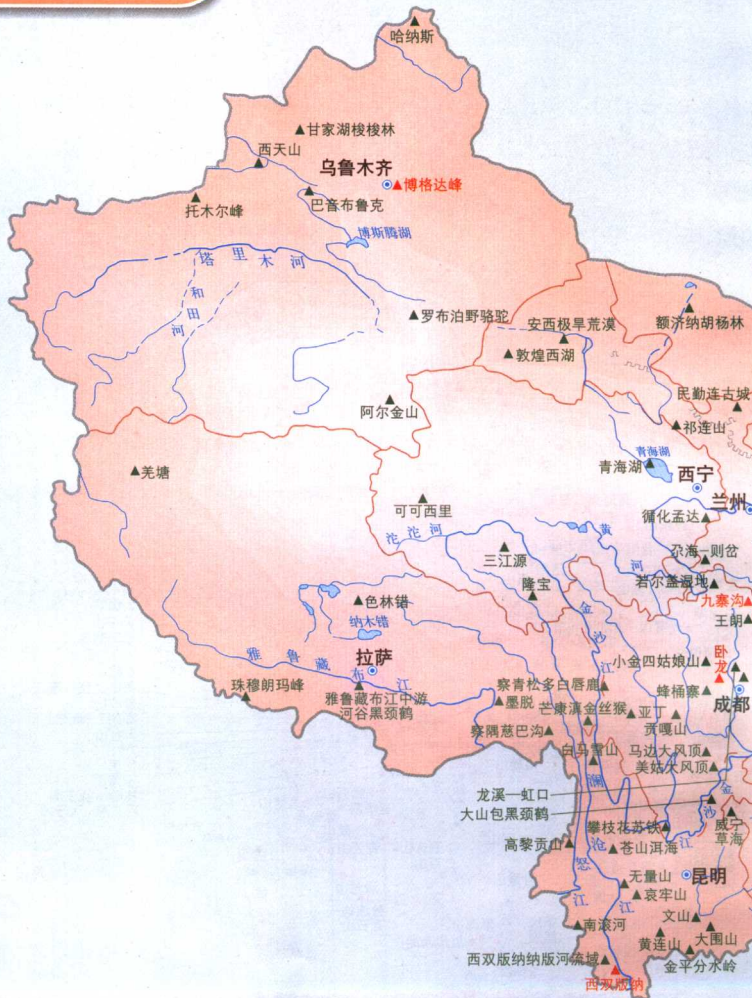 哈纳斯
甘家湖梭梭林
西天山
乌鲁木齐
博格达峰
托木尔峰
巴音布鲁克
博斯腾湖
塔里木河
和田河
罗布泊野骆驼
安西极旱荒漠
额济纳胡杨林
敦煌西湖
民勤连古城
阿尔金山
祁连山
羌塘
青海湖
青海湖
西宁
兰州
可可西里
循化孟达
沱沱河
黄河
三江源
尕海一则岔
隆宝
若尔盖湿地
九寨沟
色林错
金沙江
王朗
纳木错
拉萨
雅鲁藏布江
小金四姑娘山
卧龙
珠穆朗玛峰
雅鲁藏布江中游
河谷黑颈鹤
察青松多白唇鹿
蜂桶寨
成都
墨脱
芒康滇金丝猴
亚丁
贡嘎山
察隅慈巴沟
白马雪山
马边大风顶
美姑大风顶
龙溪一虹口
大山包黑颈鹤
澜沧江
金沙江
攀枝花苏铁
威宁
草海
高黎贡山
苍山洱海
怒江
无量山
昆明
哀牢山
文山
南滚河
黄连山
大围山
西双版纳纳版河流域
金平分水岭
西双版纳